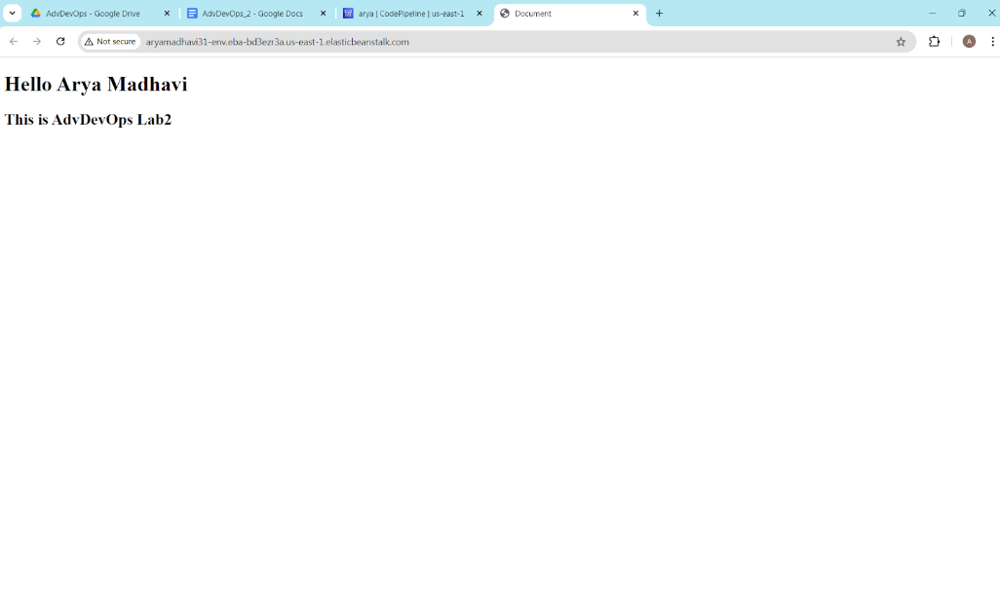 AdvDevOps - Google Drive
AdvDevOps_2 - Google Docs
arya | CodePipeline | us-east-1
Document
Not secure
aryamadhavi31-env.eba-bd3ezr3a.us-east-1.elasticbeanstalk.com
A
Hello Arya Madhavi
This is AdvDevOps Lab2